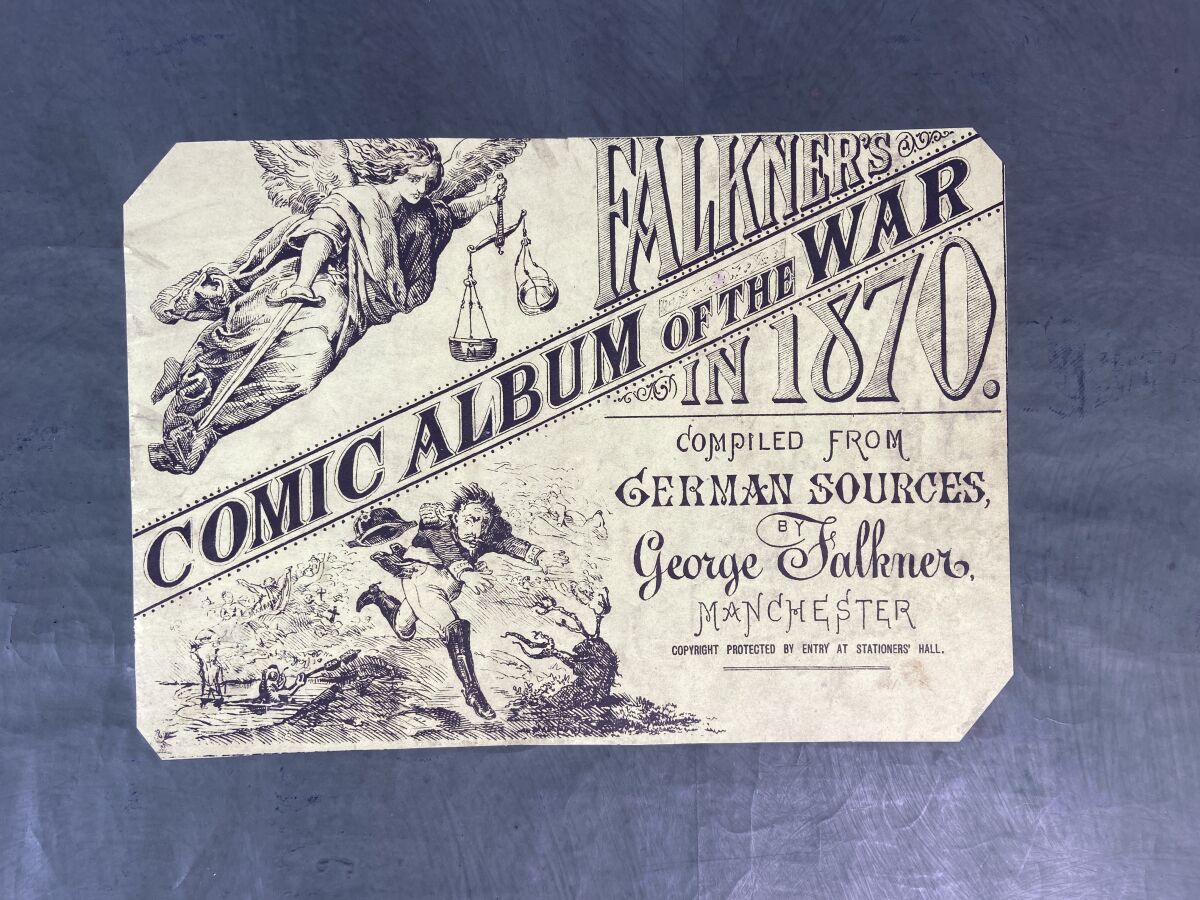 FALKNER'S
COMIC ALBUM OF THE WAR
IN 1870.
COMPILED FROM
GERMAN SOURCES,
BY
George Falkner,
MANCHESTER
COPYRIGHT PROTECTED BY ENTRY AT STATIONERS' HALL.
N